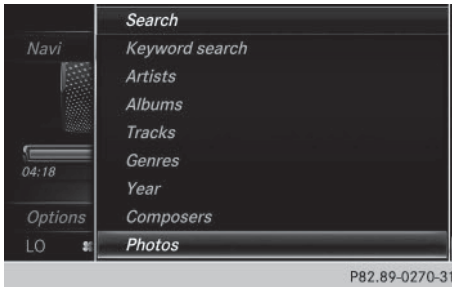 Search
Navi
Keyword search
Artists
Albums
Tracks
Genres
04:18
Year
Options
Composers
LO
Photos
P82.89-0270-31